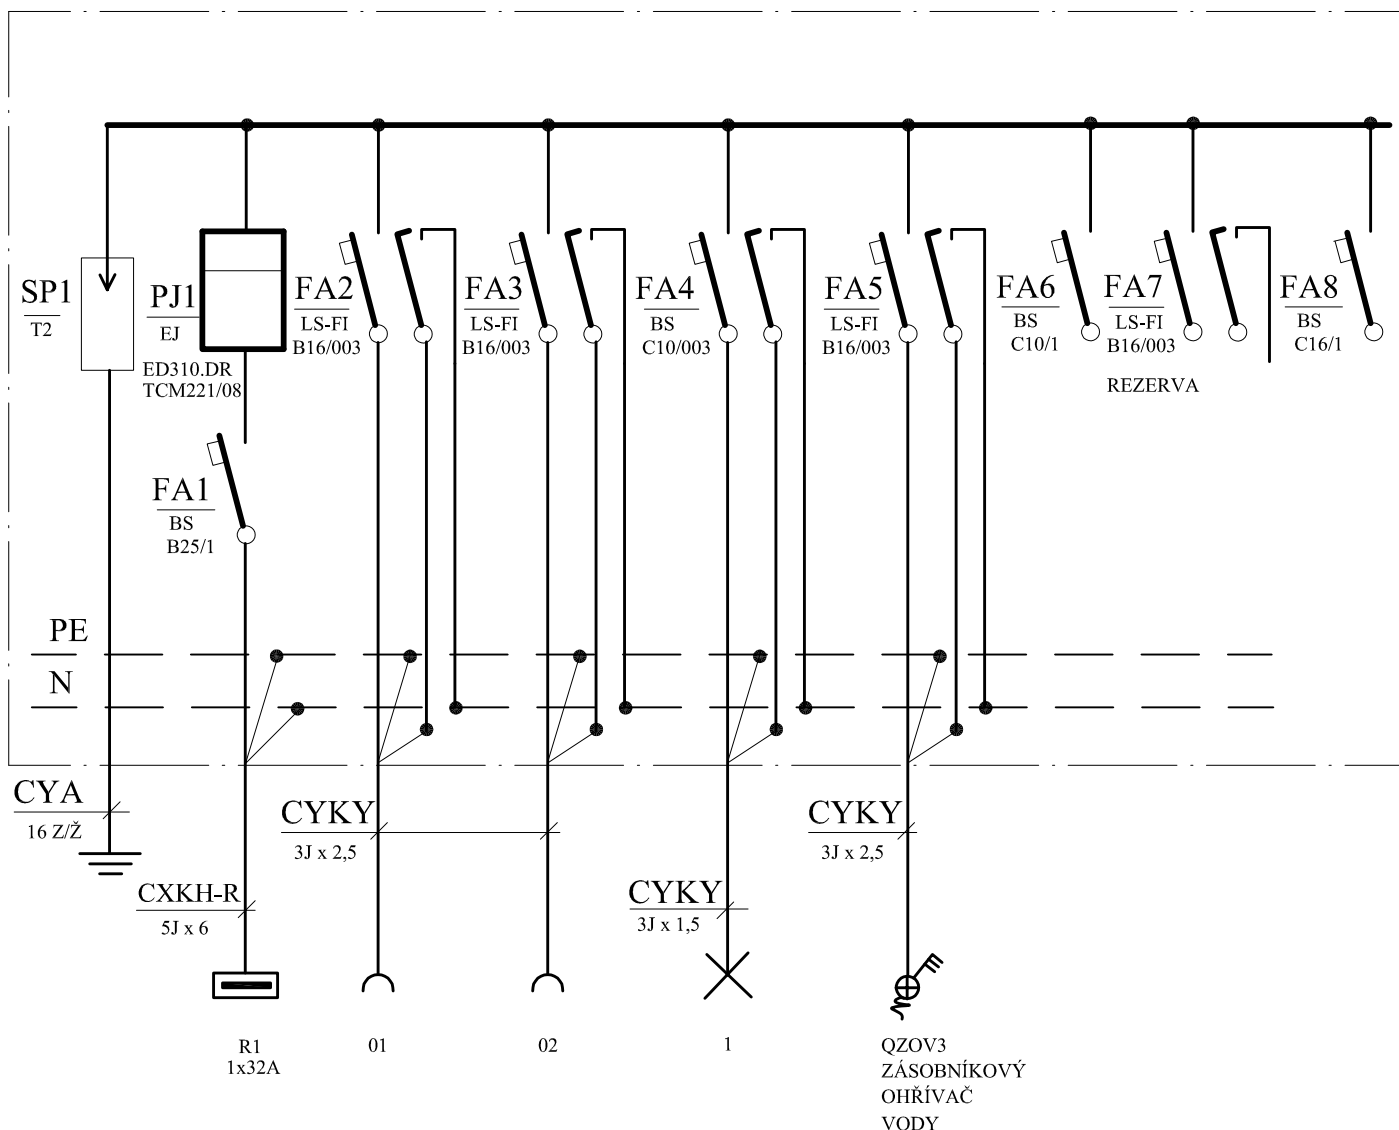 SP1
T2
PJ1
EJ
ED310.DR
TCM221/08
FA1
BS
B25/1
FA2
LS-FI
B16/003
FA3
LS-FI
B16/003
FA4
BS
C10/003
FA5
LS-FI
B16/003
FA6
BS
C10/1
FA7
LS-FI
B16/003
REZERVA
FA8
BS
C16/1
PE
N
CYA
16 Z/Ž
CXKH-R
5J x 6
CYKY
3J x 2,5
CYKY
3J x 1,5
CYKY
3J x 2,5
R1
1x32A
01
02
1
QZOV3
ZÁSOBNÍKOVÝ
OHŘÍVAČ
VODY